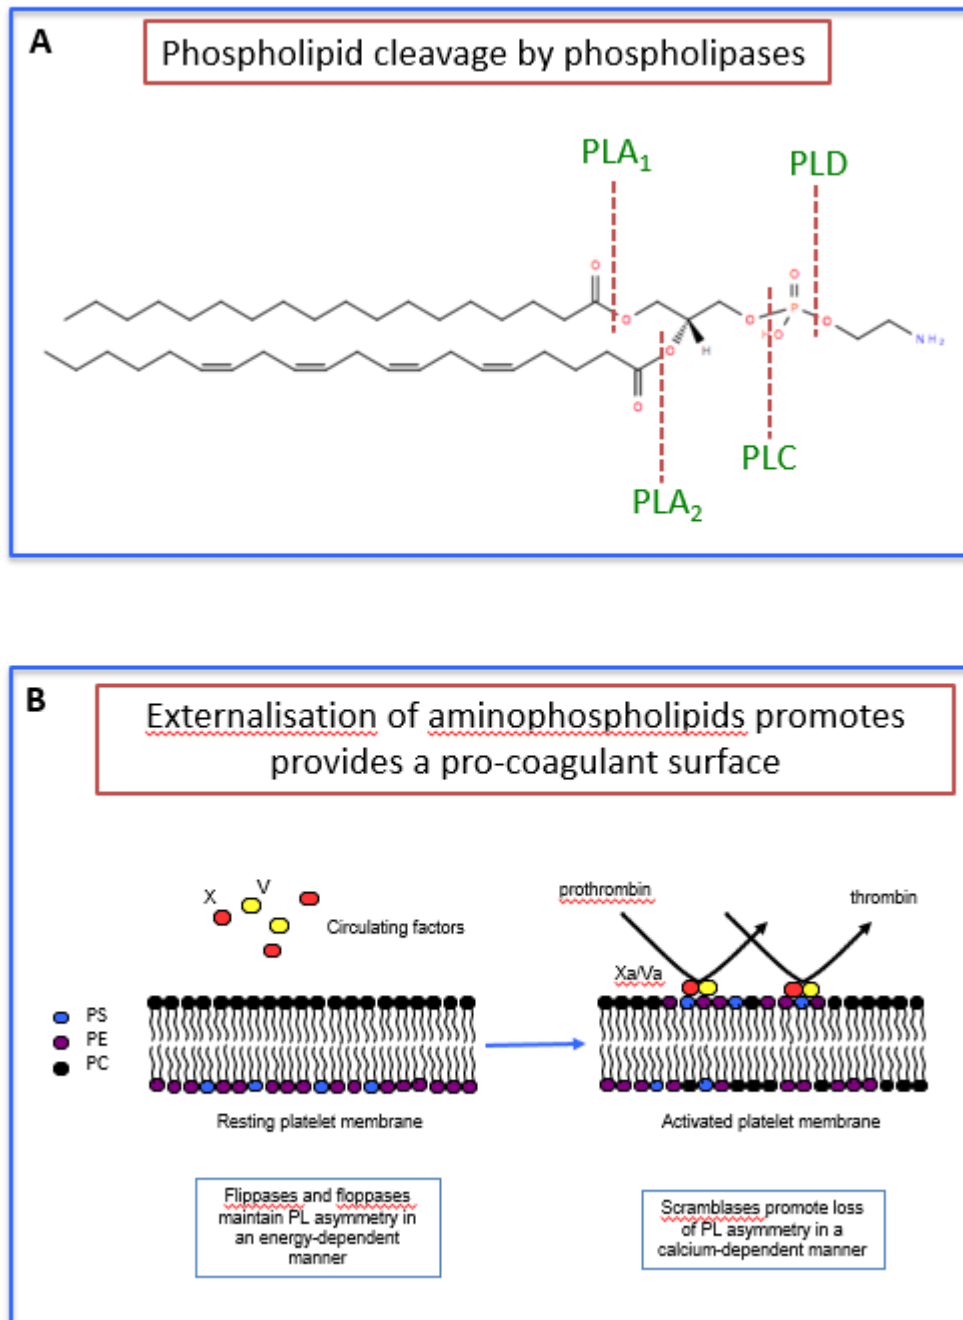 A
Phospholipid cleavage by phospholipases
PLA₁
PLD
O
O
O
O
P
O
O
HO
NH₂
O
H
O
PLC
PLA₂
B
Externalisation of aminophospholipids promotes
provides a pro-coagulant surface
X
V
Circulating factors
prothrombin
thrombin
Xa/Va
PS
PE
PC
Resting platelet membrane
Activated platelet membrane
Flippases and floppases
maintain PL asymmetry in
an energy-dependent
manner
Scramblases promote loss
of PL asymmetry in a
calcium-dependent manner